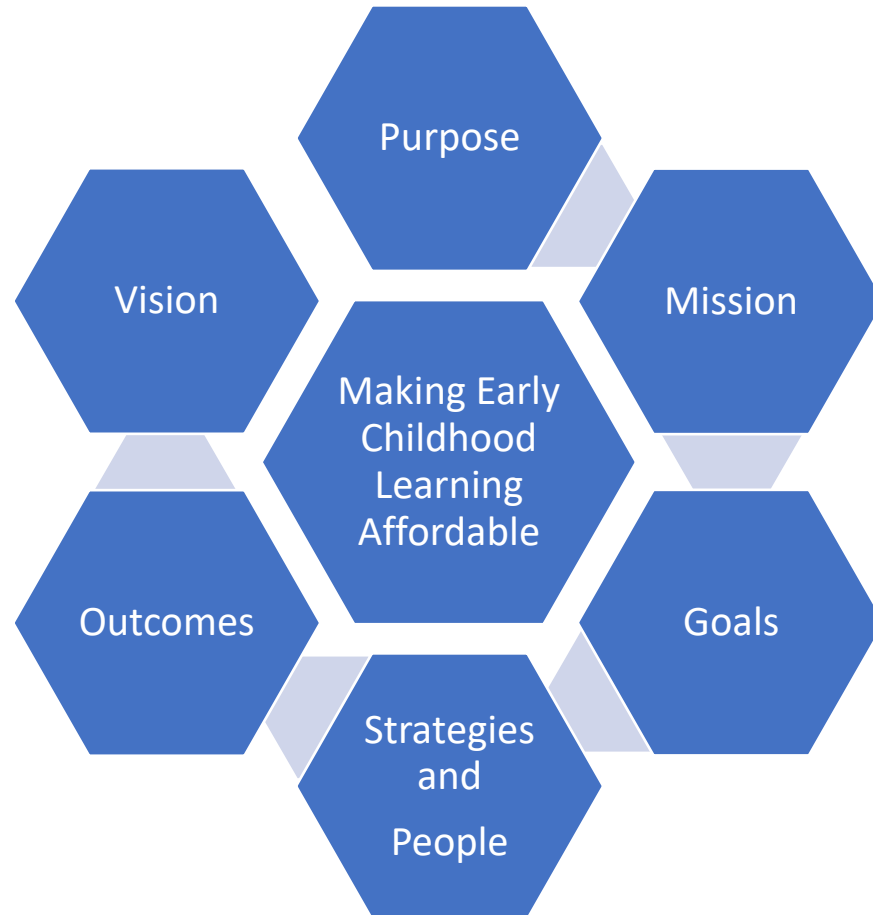 Purpose
Vision
Mission
Making Early
Childhood
Learning
Affordable
Outcomes
Goals
Strategies
and
People